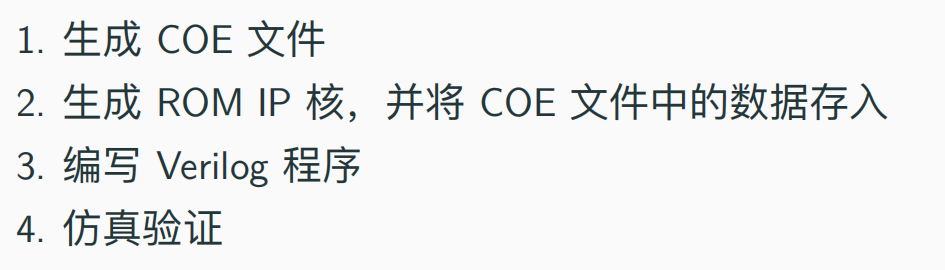 1. 生成 COE 文件
2. 生成 ROM IP 核，并将 COE 文件中的数据存入
3. 编写 Verilog 程序
4. 仿真验证